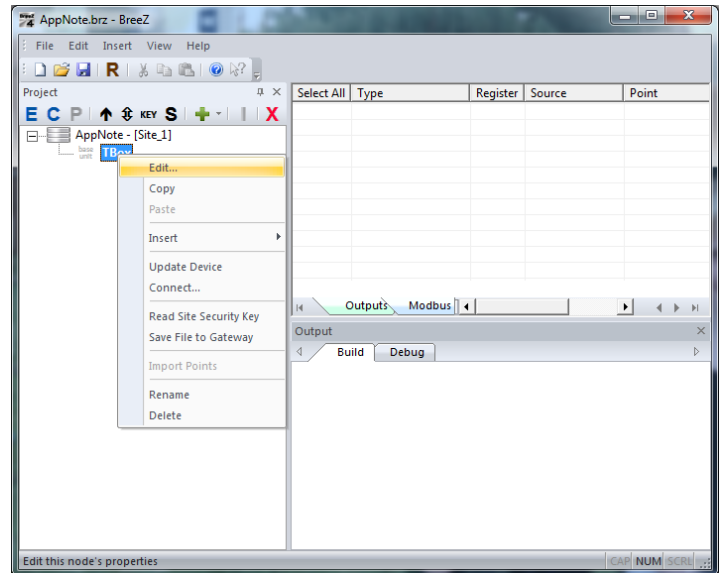 AppNote.brz - BreeZ
File Edit Insert View Help
R
Project
E C P KEY S X
AppNote - [Site_1]
base unit TBox
Edit...
Copy
Paste
Insert
Update Device
Connect...
Read Site Security Key
Save File to Gateway
Import Points
Rename
Delete
Select All Type Register Source Point
Outputs Modbus
Output
Build Debug
Edit this node's properties
CAP NUM SCRL